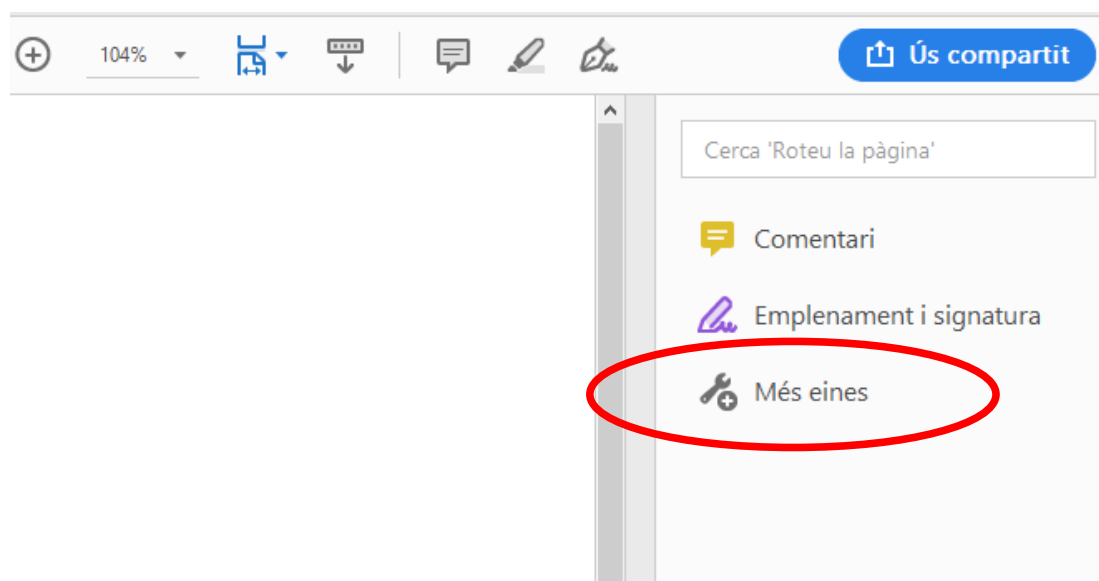 104%
Ús compartit
Cerca 'Roteu la pàgina'
Comentari
Emplenament i signatura
Més eines